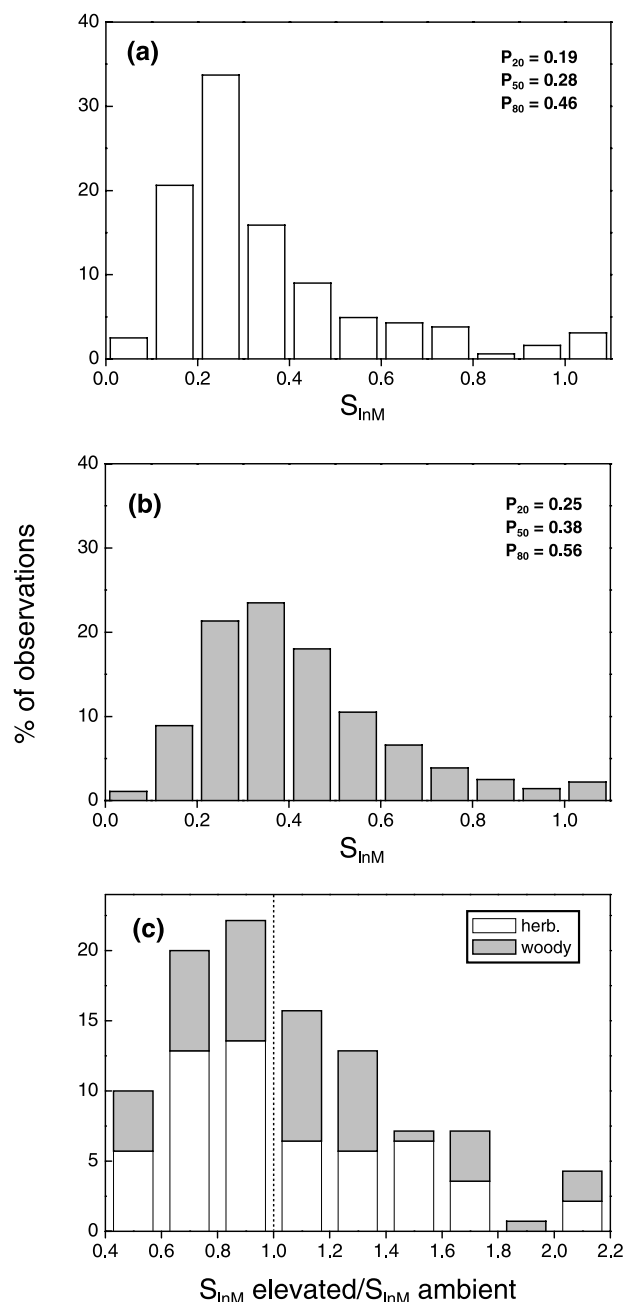 (a)
P20 = 0.19
P50 = 0.28
P80 = 0.46
40
30
20
10
0
0.0 0.2 0.4 0.6 0.8 1.0
SlnM
(b)
P20 = 0.25
P50 = 0.38
P80 = 0.56
40
30
20
10
0
0.0 0.2 0.4 0.6 0.8 1.0
SlnM
% of observations
(c)
herb.
woody
20
15
10
5
0
0.4 0.6 0.8 1.0 1.2 1.4 1.6 1.8 2.0 2.2
SlnM elevated/SlnM ambient